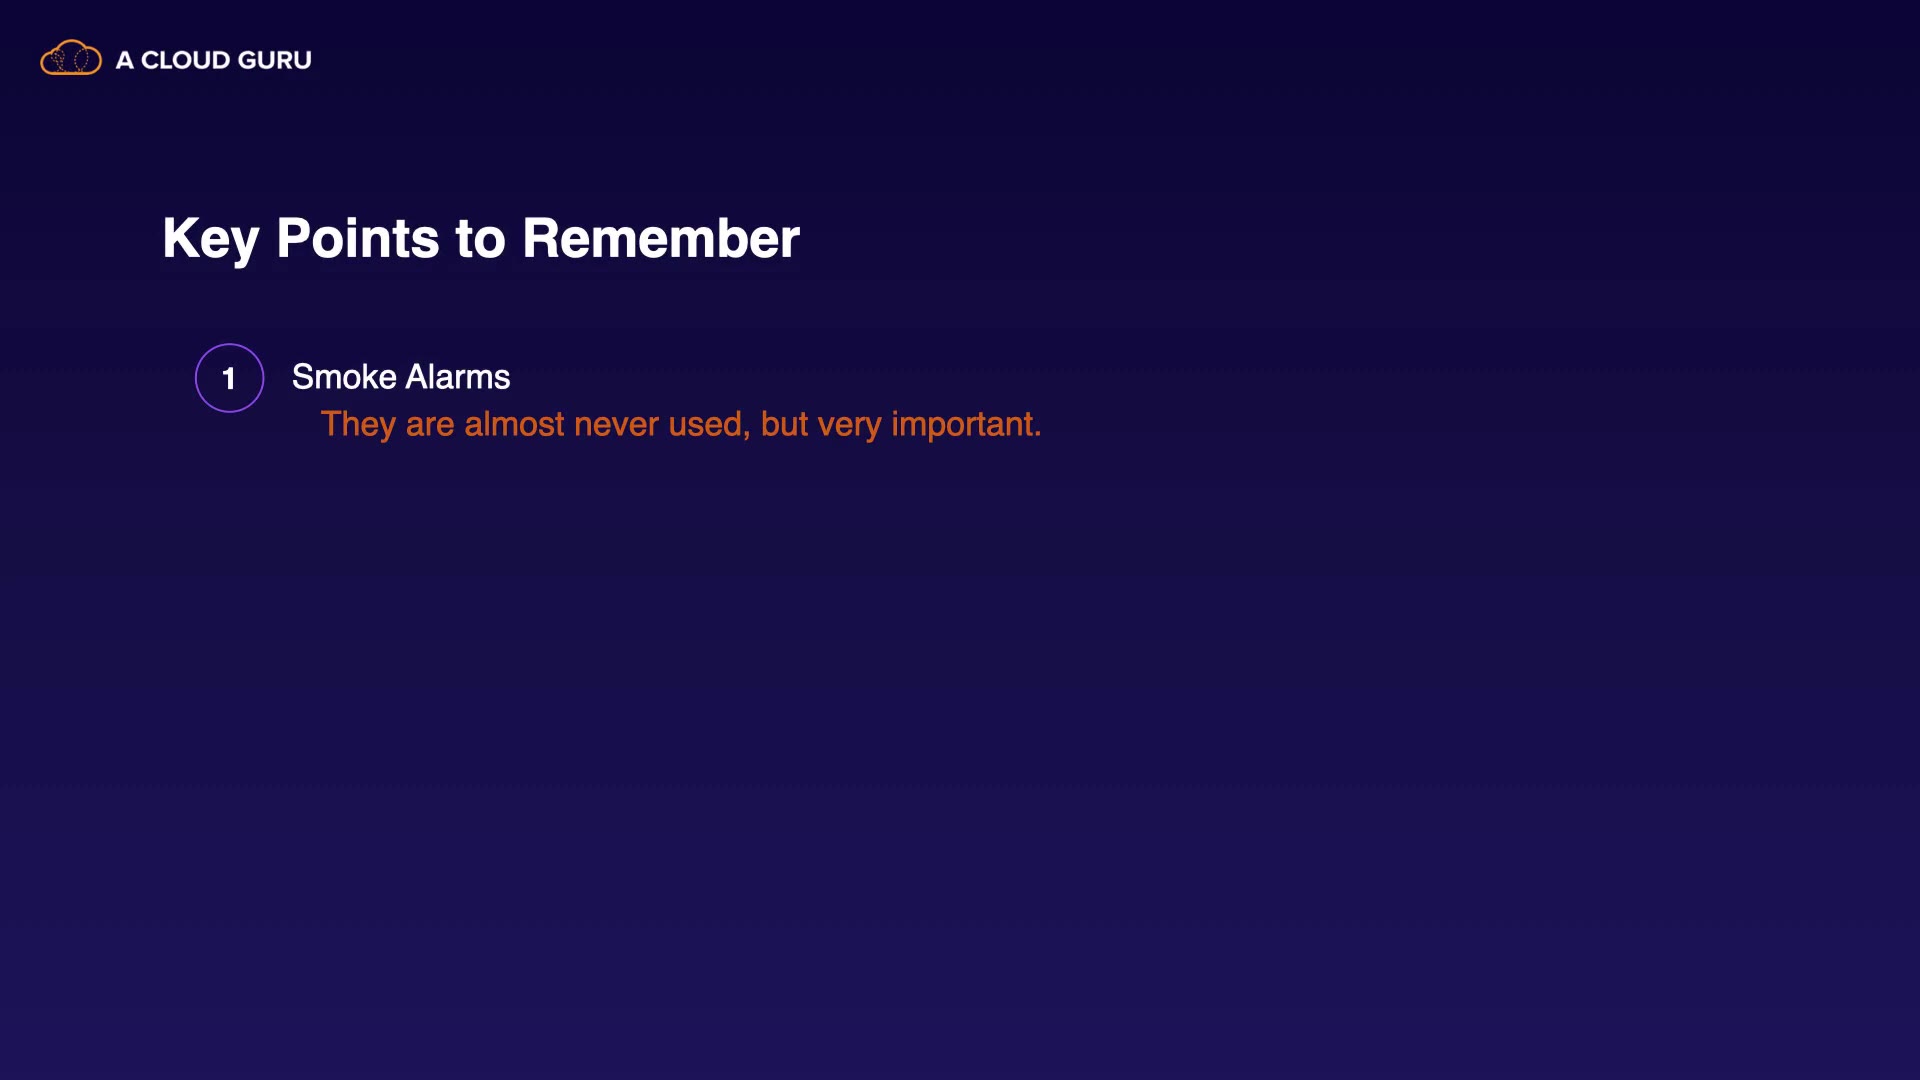 A CLOUD GURU
Key Points to Remember
1 Smoke Alarms
They are almost never used, but very important.